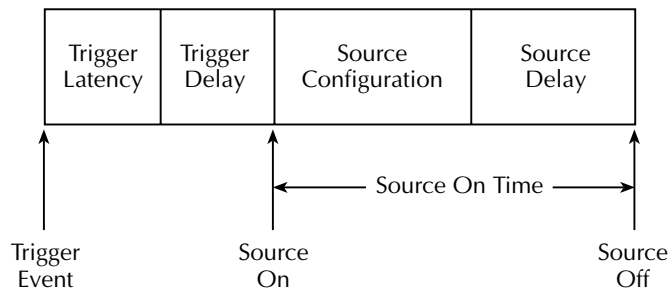 Trigger
Latency
Trigger
Delay
Source
Configuration
Source
Delay
Source On Time
Trigger
Event
Source
On
Source
Off